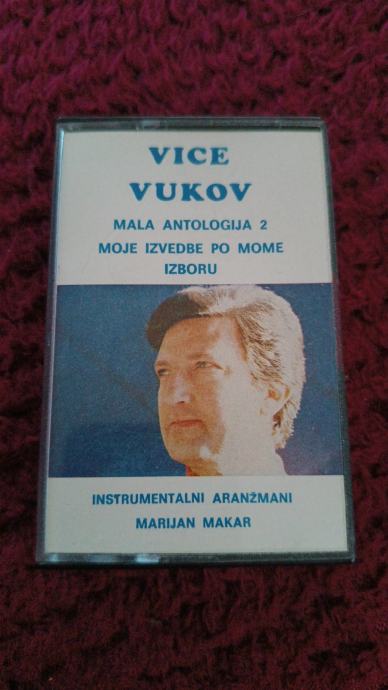 VICE
VUKOV
MALA ANTOLOGIJA 2
MOJE IZVEDBE PO MOME
IZBORU
INSTRUMENTALNI ARANŽMANI
MARIJAN MAKAR